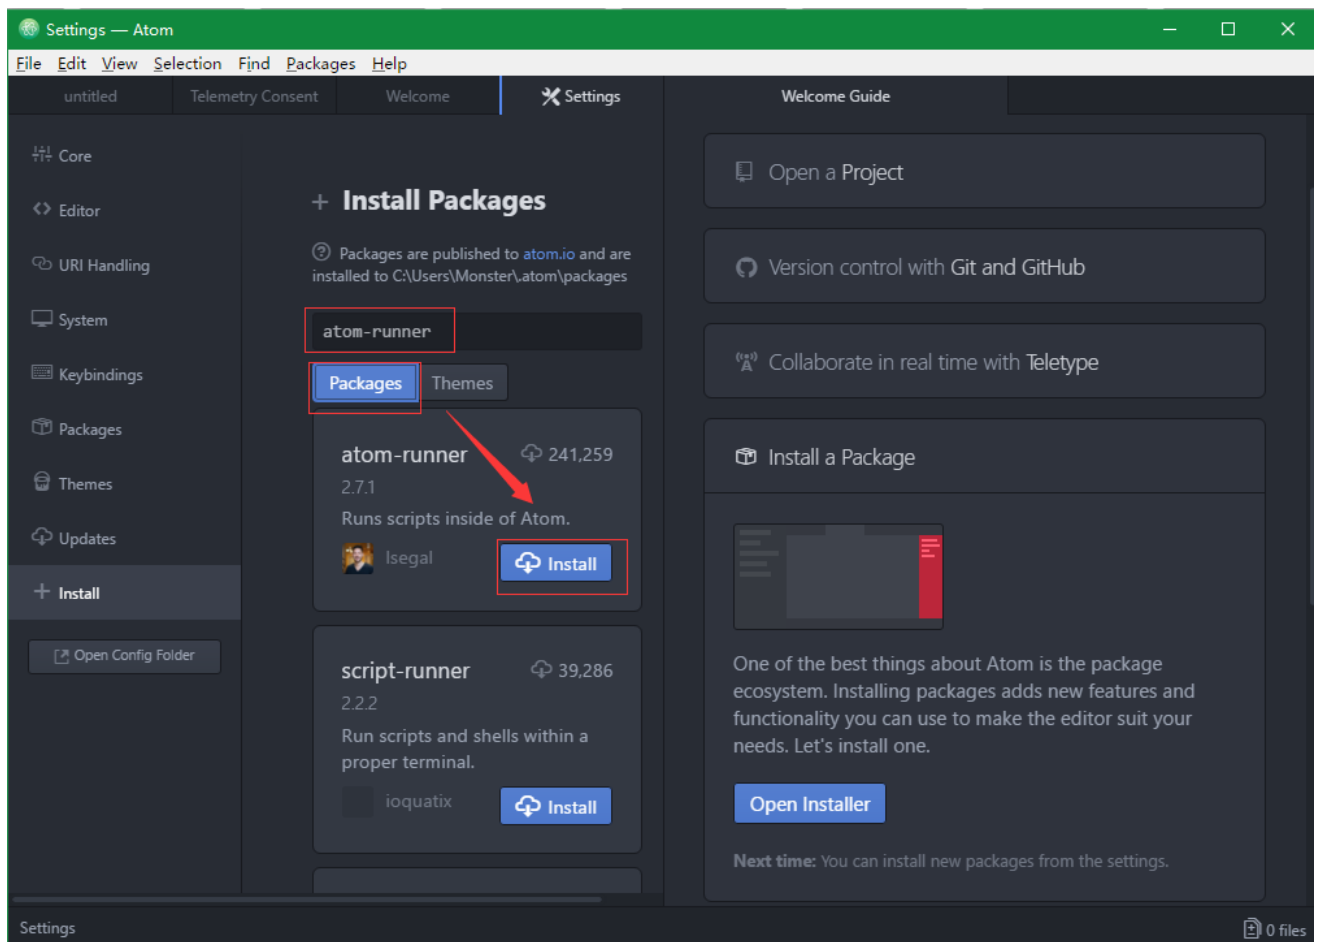 Settings — Atom
File Edit View Selection Find Packages Help
untitled Telemetry Consent Welcome Settings Welcome Guide
Core
Editor
URI Handling
System
Keybindings
Packages
Themes
Updates
Install
Open Config Folder
Install Packages
Packages are published to atom.io and are
installed to C:\Users\Monster\.atom\packages
atom-runner
Packages Themes
atom-runner 241,259
2.7.1
Runs scripts inside of Atom.
lsegal Install
script-runner 39,286
2.2.2
Run scripts and shells within a
proper terminal.
ioquatix Install
Open a Project
Version control with Git and GitHub
Collaborate in real time with Teletype
Install a Package
One of the best things about Atom is the package
ecosystem. Installing packages adds new features and
functionality you can use to make the editor suit your
needs. Let's install one.
Open Installer
Next time: You can install new packages from the settings.
Settings 0 files